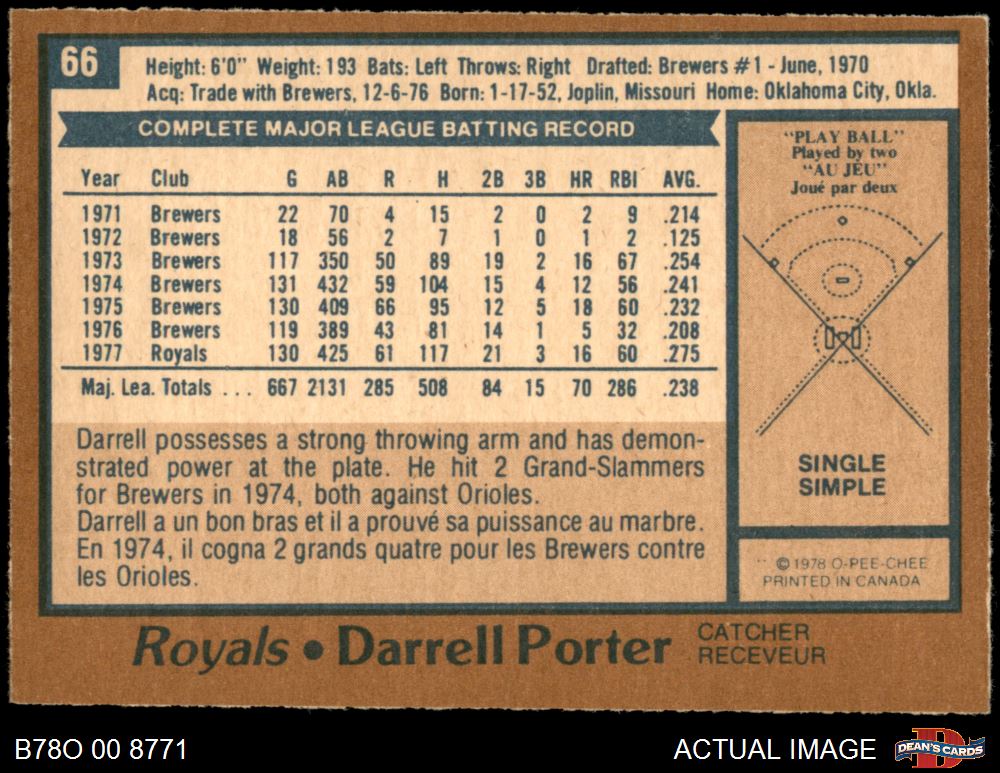 66
Height: 6'0" Weight: 193 Bats: Left Throws: Right Drafted: Brewers #1 - June, 1970
Acq: Trade with Brewers, 12-6-76 Born: 1-17-52, Joplin, Missouri Home: Oklahoma City, Okla.
COMPLETE MAJOR LEAGUE BATTING RECORD
Year Club G AB R H 2B 3B HR RBI AVG.
1971 Brewers 22 70 4 15 2 0 2 9 .214
1972 Brewers 18 56 2 7 1 0 1 2 .125
1973 Brewers 117 350 50 89 19 2 16 67 .254
1974 Brewers 131 432 59 104 15 4 12 56 .241
1975 Brewers 130 409 66 95 12 5 18 60 .232
1976 Brewers 119 389 43 81 14 1 5 32 .208
1977 Royals 130 425 61 117 21 3 16 60 .275
Maj. Lea. Totals ... 667 2131 285 508 84 15 70 286 .238
Darrell possesses a strong throwing arm and has demon-
strated power at the plate. He hit 2 Grand-Slammers
for Brewers in 1974, both against Orioles.
Darrell a un bon bras et il a prouvé sa puissance au marbre.
En 1974, il cogna 2 grands quatre pour les Brewers contre
les Orioles.
"PLAY BALL"
Played by two
"AU JEU"
Joué par deux
SINGLE
SIMPLE
©1978 O-PEE-CHEE
PRINTED IN CANADA
Royals • Darrell Porter
CATCHER
RECEVEUR
B78O 00 8771
ACTUAL IMAGE
DEAN'S CARDS